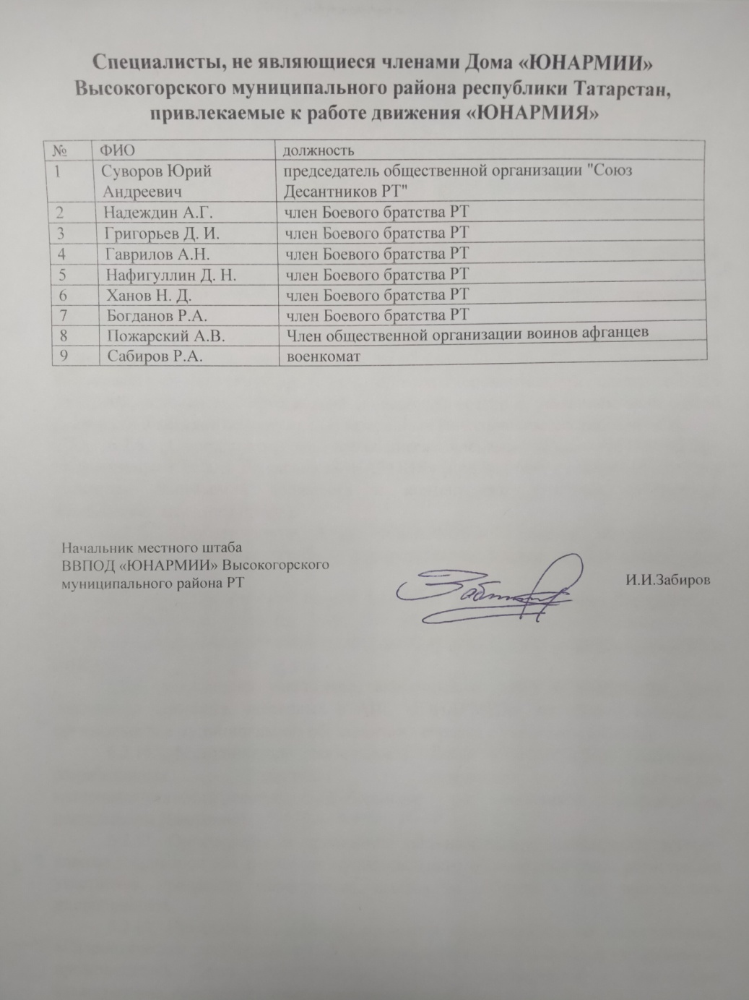 Специалисты, не являющиеся членами Дома «ЮНАРМИИ»
Высокогорского муниципального района республики Татарстан,
привлекаемые к работе движения «ЮНАРМИЯ»
№ ФИО должность
1 Суворов Юрий Андреевич председатель общественной организации "Союз Десантников РТ"
2 Надеждин А.Г. член Боевого братства РТ
3 Григорьев Д. И. член Боевого братства РТ
4 Гаврилов А.Н. член Боевого братства РТ
5 Нафигуллин Д. Н. член Боевого братства РТ
6 Ханов Н. Д. член Боевого братства РТ
7 Богданов Р.А. член Боевого братства РТ
8 Пожарский А.В. Член общественной организации воинов афганцев
9 Сабиров Р.А. военкомат
Начальник местного штаба
ВВПОД «ЮНАРМИИ» Высокогорского
муниципального района РТ
И.И.Забиров